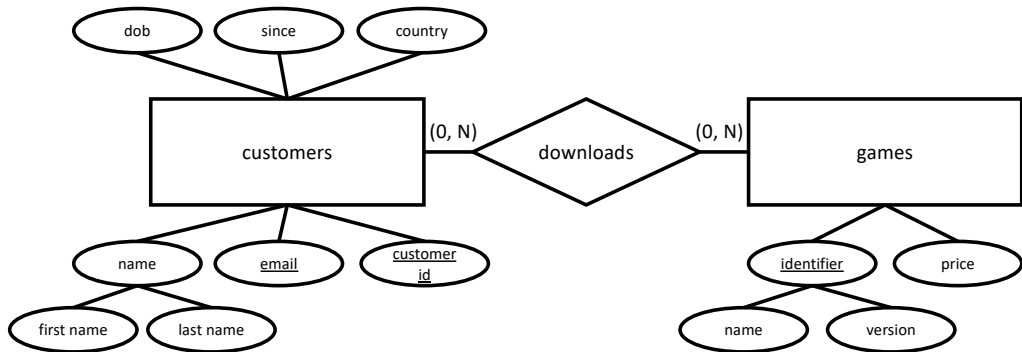 dob
since
country
customers
(0, N)
downloads
(0, N)
games
name
email
customer
id
identifier
price
first name
last name
name
version